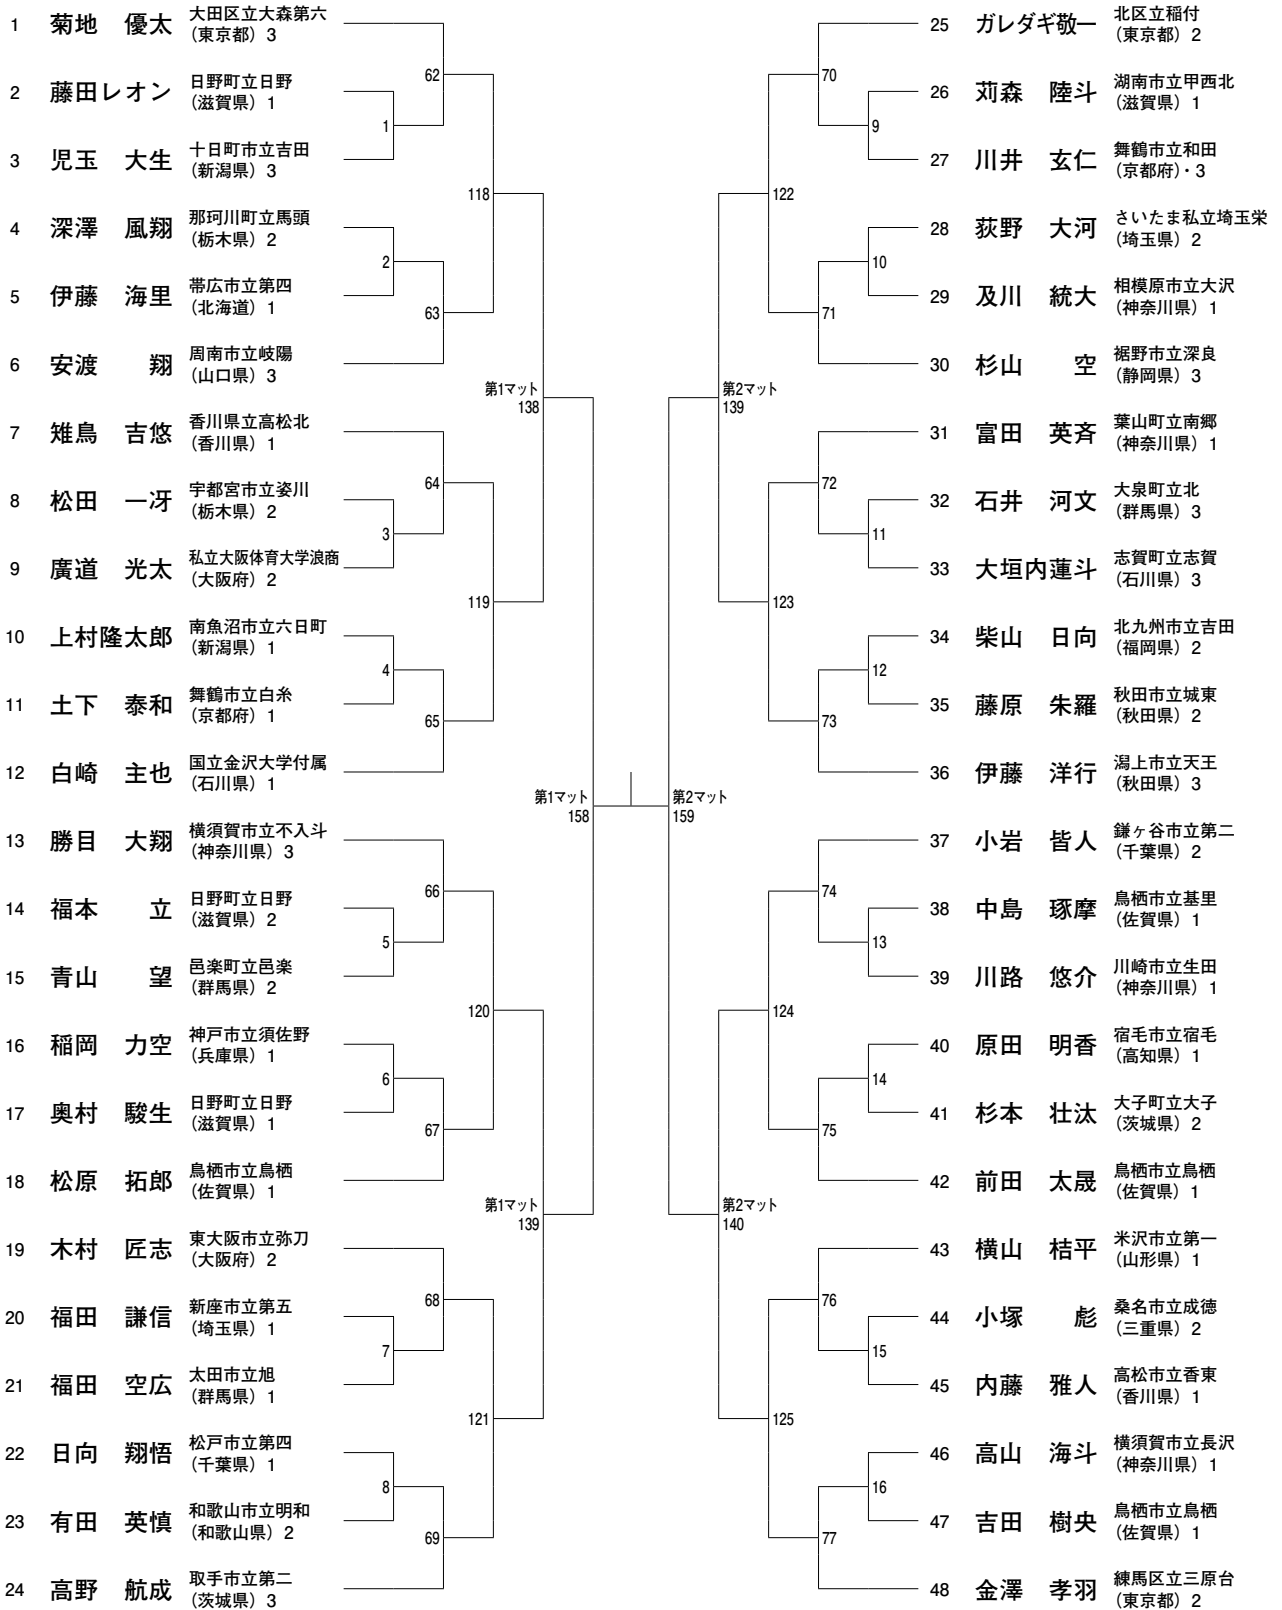 1 菊地 優太 大田区立大森第六
(東京都) 3
2 藤田レオン 日野町立日野
(滋賀県) 1
3 児玉 大生 十日町市立吉田
(新潟県) 3
4 深澤 風翔 那珂川町立馬頭
(栃木県) 2
5 伊藤 海里 帯広市立第四
(北海道) 1
6 安渡 翔 周南市立岐陽
(山口県) 3
7 雉鳥 吉悠 香川県立高松北
(香川県) 1
8 松田 一冴 宇都宮市立姿川
(栃木県) 2
9 廣道 光太 私立大阪体育大学浪商
(大阪府) 2
10 上村隆太郎 南魚沼市立六日町
(新潟県) 1
11 土下 泰和 舞鶴市立白糸
(京都府) 1
12 白崎 主也 国立金沢大学付属
(石川県) 1
13 勝目 大翔 横須賀市立不入斗
(神奈川県) 3
14 福本 立 日野町立日野
(滋賀県) 2
15 青山 望 邑楽町立邑楽
(群馬県) 2
16 稲岡 力空 神戸市立須佐野
(兵庫県) 1
17 奥村 駿生 日野町立日野
(滋賀県) 1
18 松原 拓郎 鳥栖市立鳥栖
(佐賀県) 1
19 木村 匠志 東大阪市立弥刀
(大阪府) 2
20 福田 謙信 新座市立第五
(埼玉県) 1
21 福田 空広 太田市立旭
(群馬県) 1
22 日向 翔悟 松戸市立第四
(千葉県) 1
23 有田 英慎 和歌山市立明和
(和歌山県) 2
24 高野 航成 取手市立第二
(茨城県) 3
1
2
3
4
5
6
7
8
62
63
64
65
66
67
68
69
118
119
120
121
第1マット
138
第1マット
139
第1マット
158
第2マット
159
第2マット
139
第2マット
140
122
123
124
125
70
71
72
73
74
75
76
77
9
10
11
12
13
14
15
16
25 ガレダギ敬一 北区立稲付
(東京都) 2
26 苅森 陸斗 湖南市立甲西北
(滋賀県) 1
27 川井 玄仁 舞鶴市立和田
(京都府)・3
28 荻野 大河 さいたま私立埼玉栄
(埼玉県) 2
29 及川 統大 相模原市立大沢
(神奈川県) 1
30 杉山 空 裾野市立深良
(静岡県) 3
31 富田 英斉 葉山町立南郷
(神奈川県) 1
32 石井 河文 大泉町立北
(群馬県) 3
33 大垣内蓮斗 志賀町立志賀
(石川県) 3
34 柴山 日向 北九州市立吉田
(福岡県) 2
35 藤原 朱羅 秋田市立城東
(秋田県) 2
36 伊藤 洋行 潟上市立天王
(秋田県) 3
37 小岩 皆人 鎌ヶ谷市立第二
(千葉県) 2
38 中島 琢摩 鳥栖市立基里
(佐賀県) 1
39 川路 悠介 川崎市立生田
(神奈川県) 1
40 原田 明香 宿毛市立宿毛
(高知県) 1
41 杉本 壮汰 大子町立大子
(茨城県) 2
42 前田 太晟 鳥栖市立鳥栖
(佐賀県) 1
43 横山 桔平 米沢市立第一
(山形県) 1
44 小塚 彪 桑名市立成徳
(三重県) 2
45 内藤 雅人 高松市立香東
(香川県) 1
46 高山 海斗 横須賀市立長沢
(神奈川県) 1
47 吉田 樹央 鳥栖市立鳥栖
(佐賀県) 1
48 金澤 孝羽 練馬区立三原台
(東京都) 2